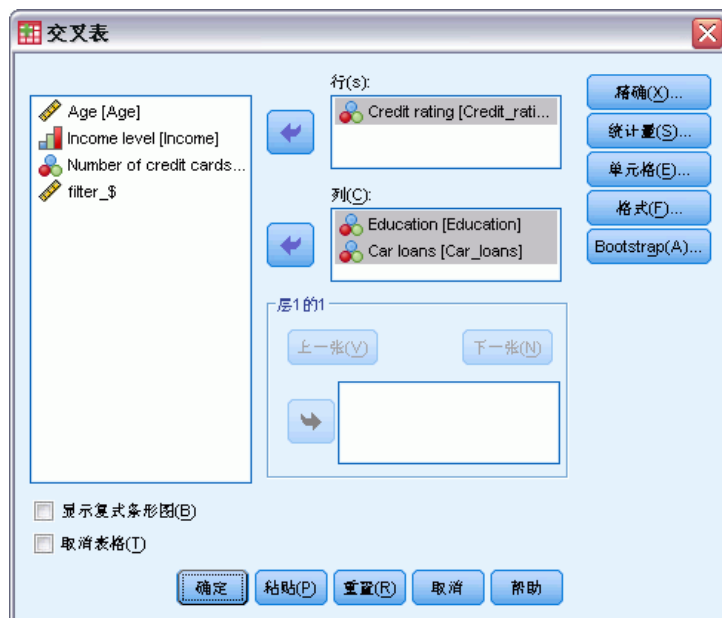 交叉表
Age [Age]
Income level [Income]
Number of credit cards...
filter_$
行(s):
Credit rating [Credit_rati...
列(C):
Education [Education]
Car loans [Car_loans]
层1的1
上一张(V)
下一张(N)
精确(X)...
统计量(S)...
单元格(E)...
格式(F)...
Bootstrap(A)...
显示复式条形图(B)
取消表格(T)
确定
粘贴(P)
重置(R)
取消
帮助